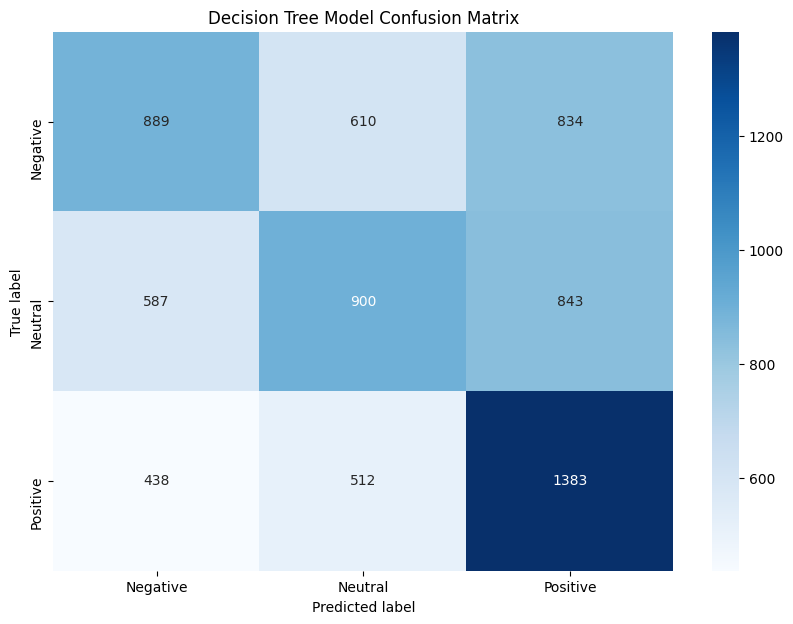 Decision Tree Model Confusion Matrix
True label
Negative
889 610 834
Neutral
587 900 843
Positive
438 512 1383
Negative Neutral Positive
Predicted label
1200
1000
800
600